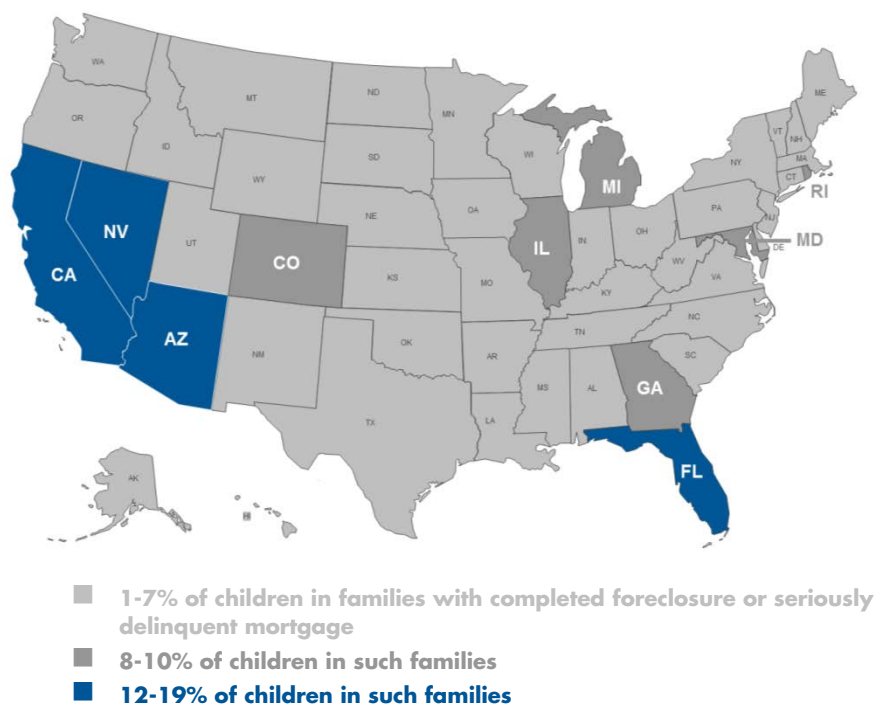 WA
MT
ND
MN
ME
OR
ID
SD
WI
VT
NH
NY
MA
CT
RI
MI
WY
IA
NE
PA
NJ
NV
UT
CO
IL
IN
OH
MD
DE
CA
KS
MO
WV
VA
KY
AZ
NM
OK
AR
TN
NC
SC
MS
AL
GA
TX
LA
FL
AK
HI
1-7% of children in families with completed foreclosure or seriously
delinquent mortgage
8-10% of children in such families
12-19% of children in such families